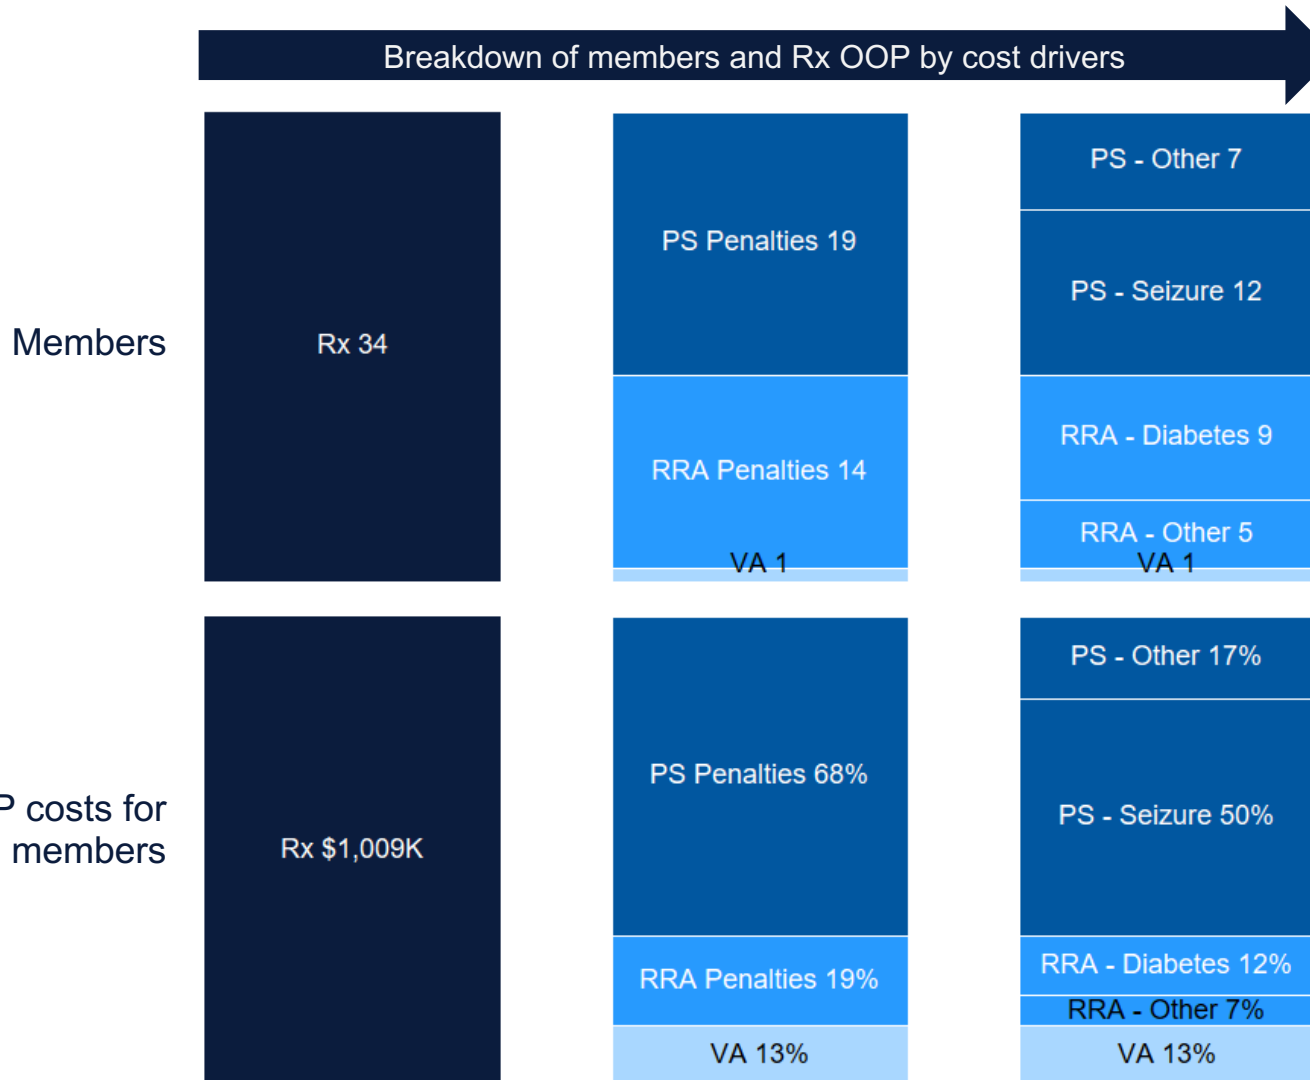 Breakdown of members and Rx OOP by cost drivers
Members
Rx 34
PS Penalties 19
RRA Penalties 14
VA 1
PS - Other 7
PS - Seizure 12
RRA - Diabetes 9
RRA - Other 5
VA 1
P costs for
members
Rx $1,009K
PS Penalties 68%
RRA Penalties 19%
VA 13%
PS - Other 17%
PS - Seizure 50%
RRA - Diabetes 12%
RRA - Other 7%
VA 13%